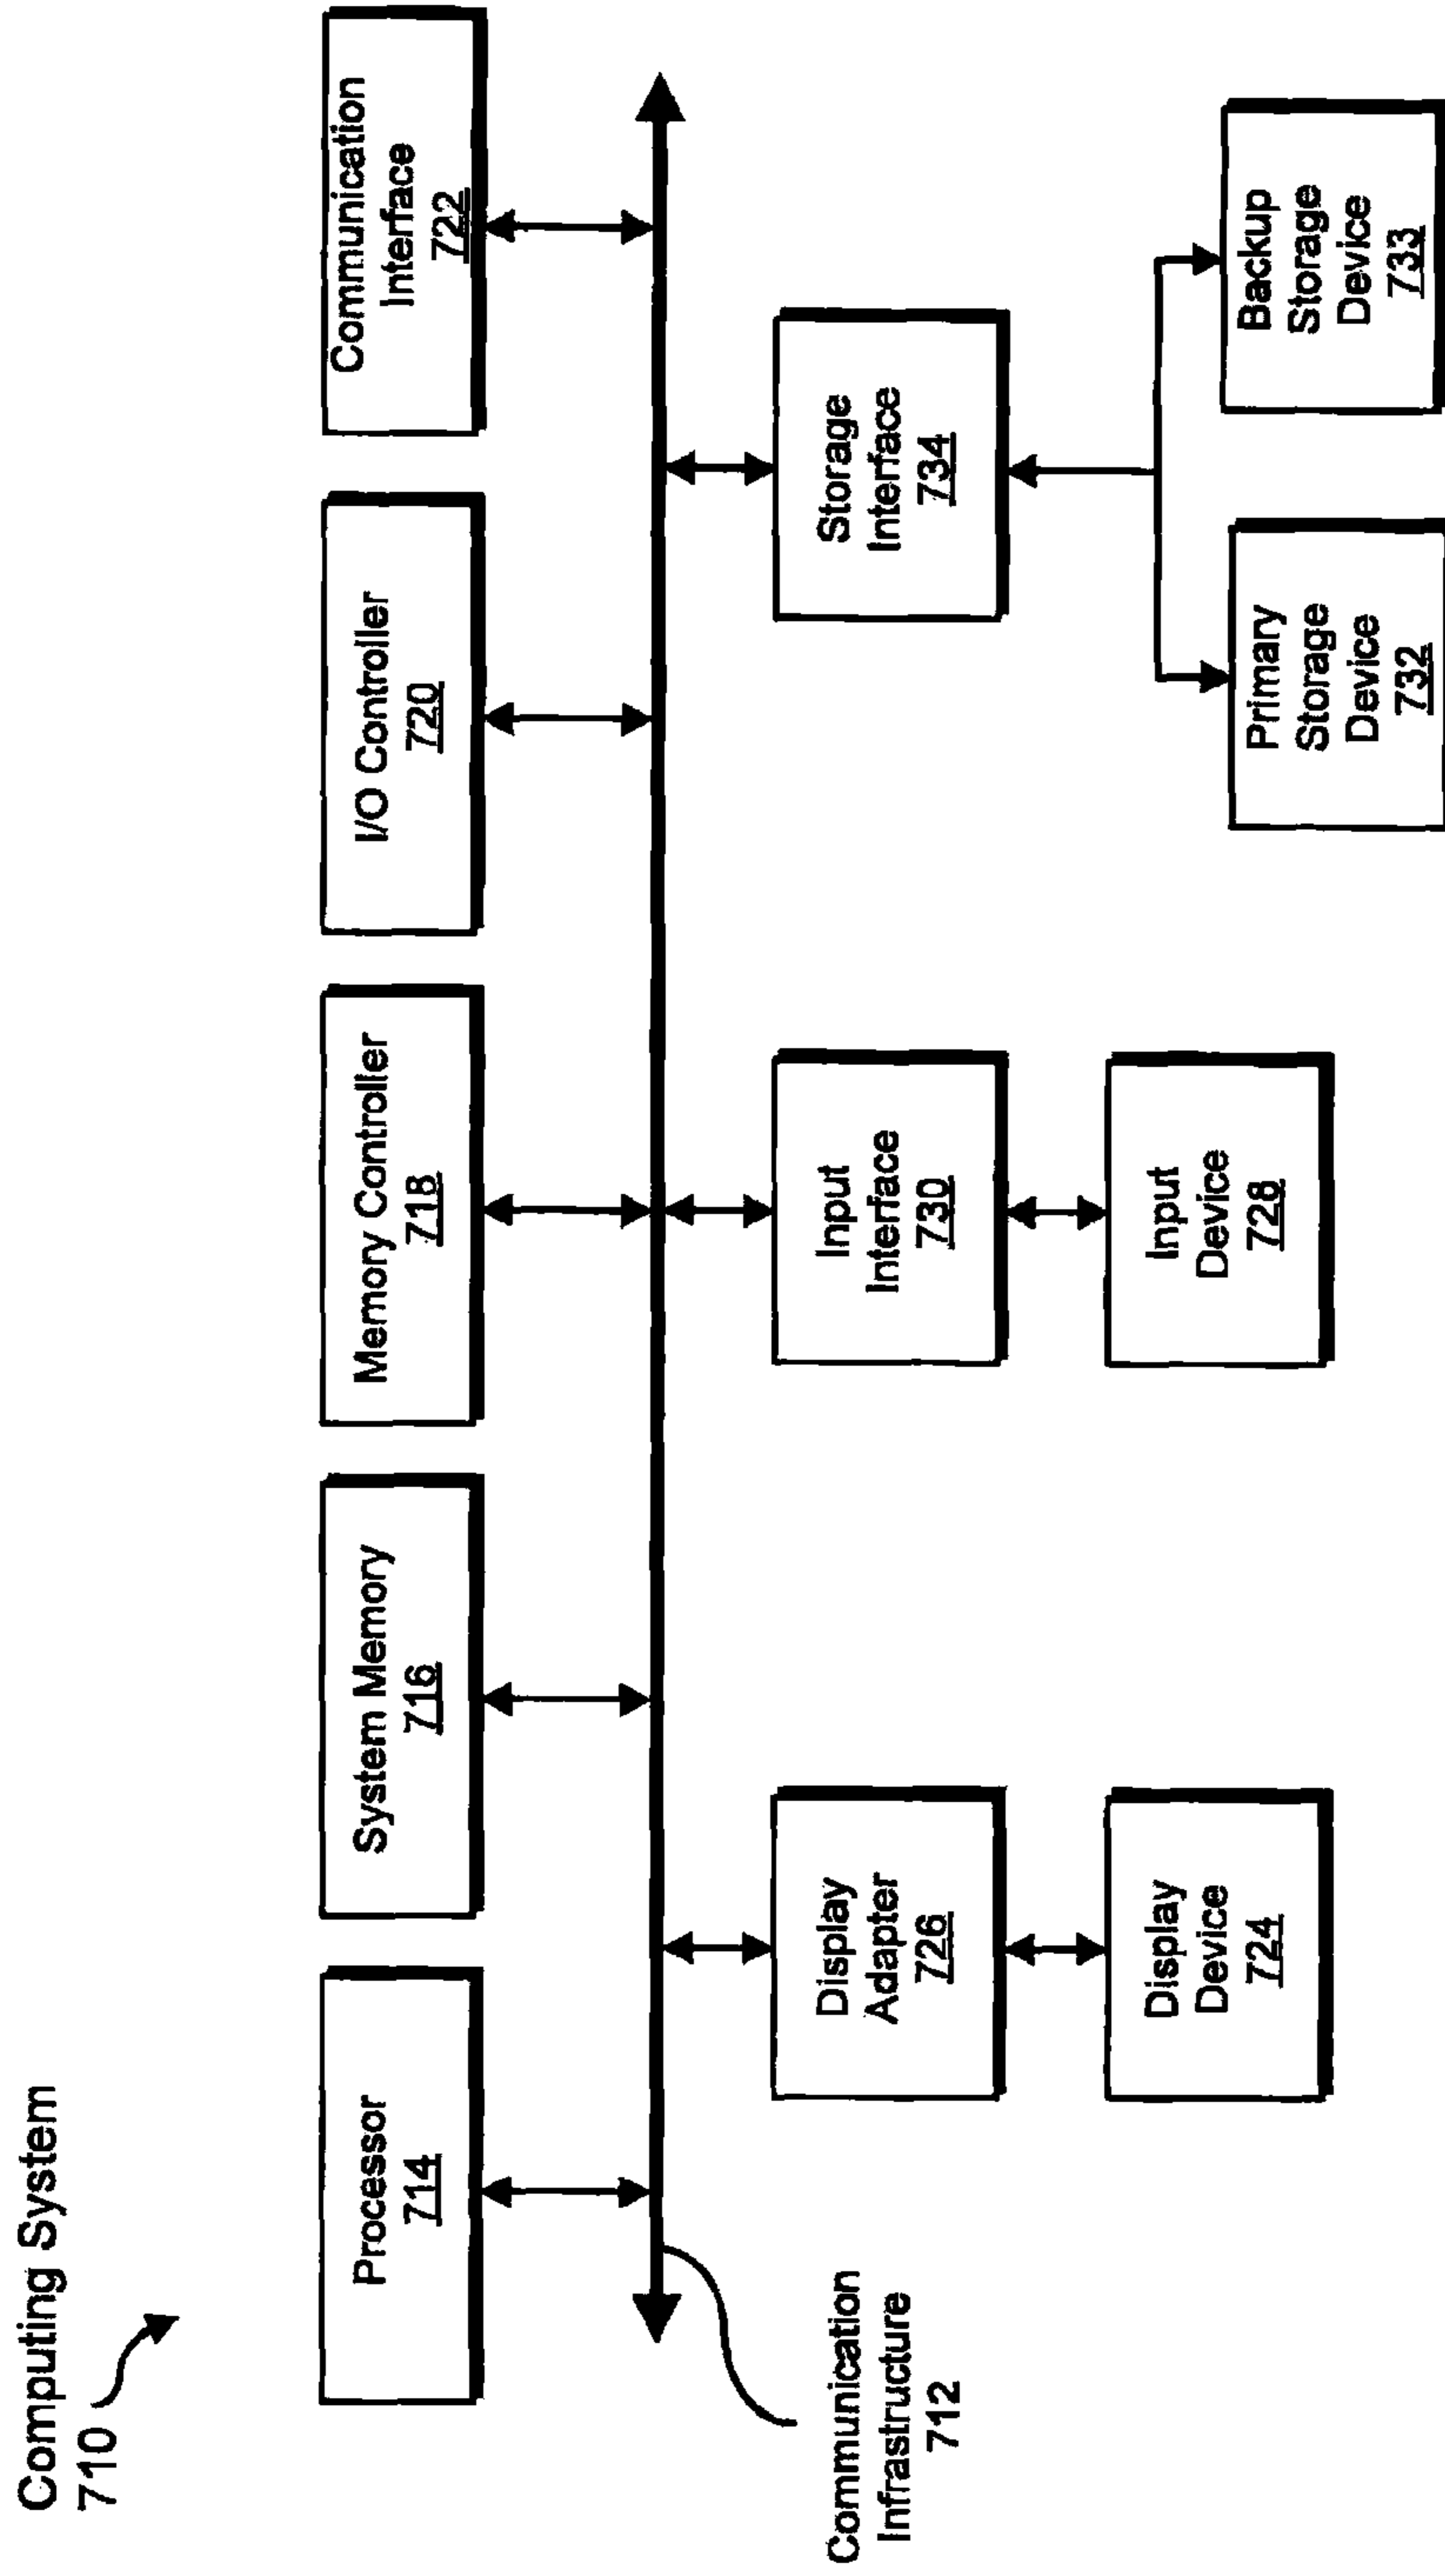 Computing System
710
Processor
714
System Memory
716
Memory Controller
718
I/O Controller
720
Communication
Interface
722
Communication
Infrastructure
712
Display
Adapter
726
Input
Interface
730
Storage
Interface
734
Display
Device
724
Input
Device
728
Primary
Storage
Device
732
Backup
Storage
Device
733